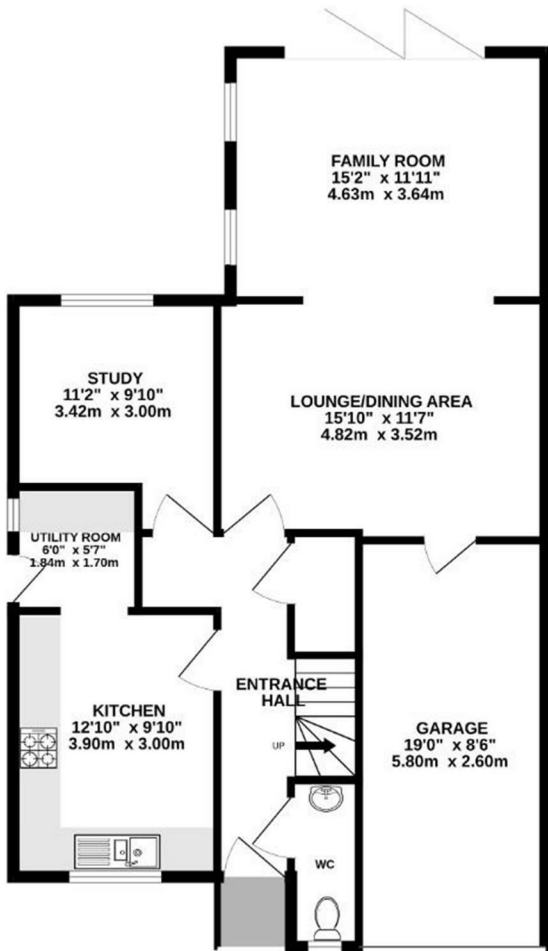 FAMILY ROOM
15'2" x 11'11"
4.63m x 3.64m
STUDY
11'2" x 9'10"
3.42m x 3.00m
LOUNGE/DINING AREA
15'10" x 11'7"
4.82m x 3.52m
UTILITY ROOM
6'0" x 5'7"
1.84m x 1.70m
KITCHEN
12'10" x 9'10"
3.90m x 3.00m
ENTRANCE
HALL
UP
GARAGE
19'0" x 8'6"
5.80m x 2.60m
WC